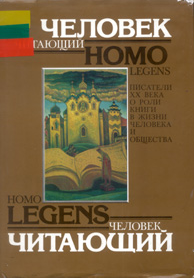 ЧЕЛОВЕК
ТАЮЩИЙ
HOMO
LEGENS
ПИСАТЕЛИ
XX ВЕКА
О РОЛИ
КНИГИ
В ЖИЗНИ
ЧЕЛОВЕКА
И
ОБЩЕСТВА
HOMO
LEGENS
ЧЕЛОВЕК
ЧИТАЮЩИЙ